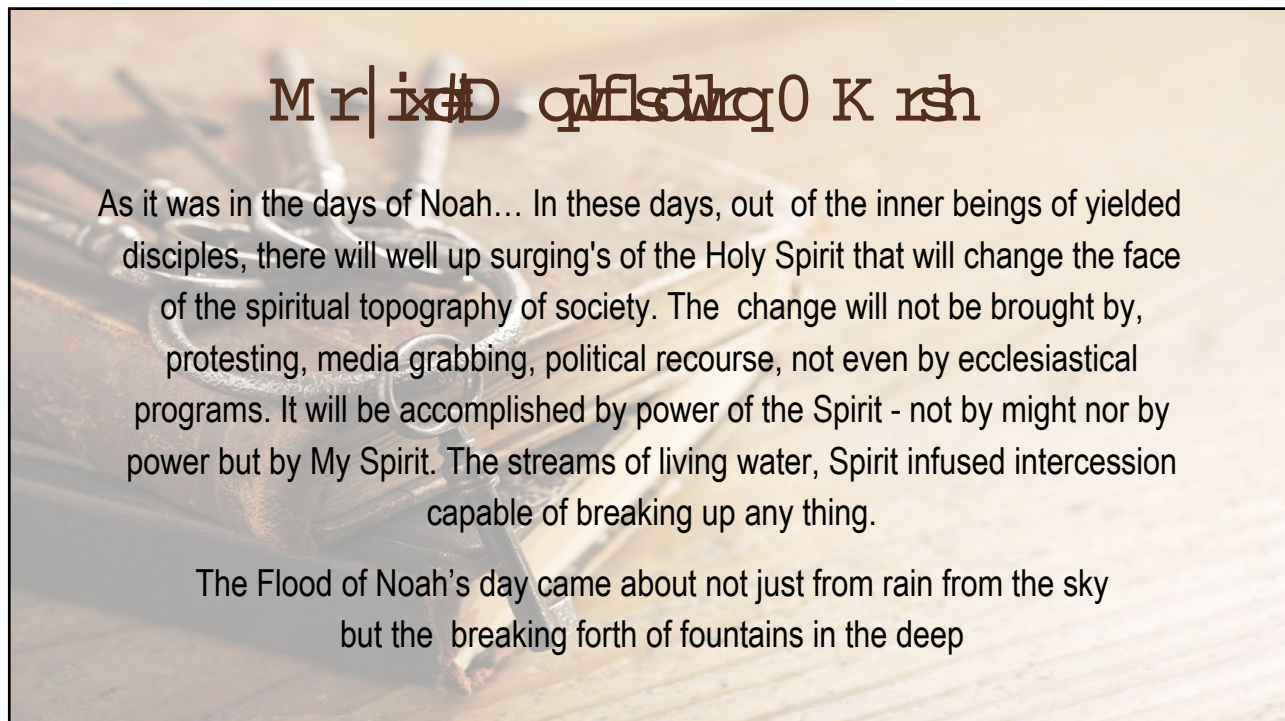 Mr|ixo#Dqwlflsdwlrq0Krsh
As it was in the days of Noah… In these days, out of the inner beings of yielded
disciples, there will well up surging's of the Holy Spirit that will change the face
of the spiritual topography of society. The change will not be brought by,
protesting, media grabbing, political recourse, not even by ecclesiastical
programs. It will be accomplished by power of the Spirit - not by might nor by
power but by My Spirit. The streams of living water, Spirit infused intercession
capable of breaking up any thing.
The Flood of Noah’s day came about not just from rain from the sky
but the breaking forth of fountains in the deep